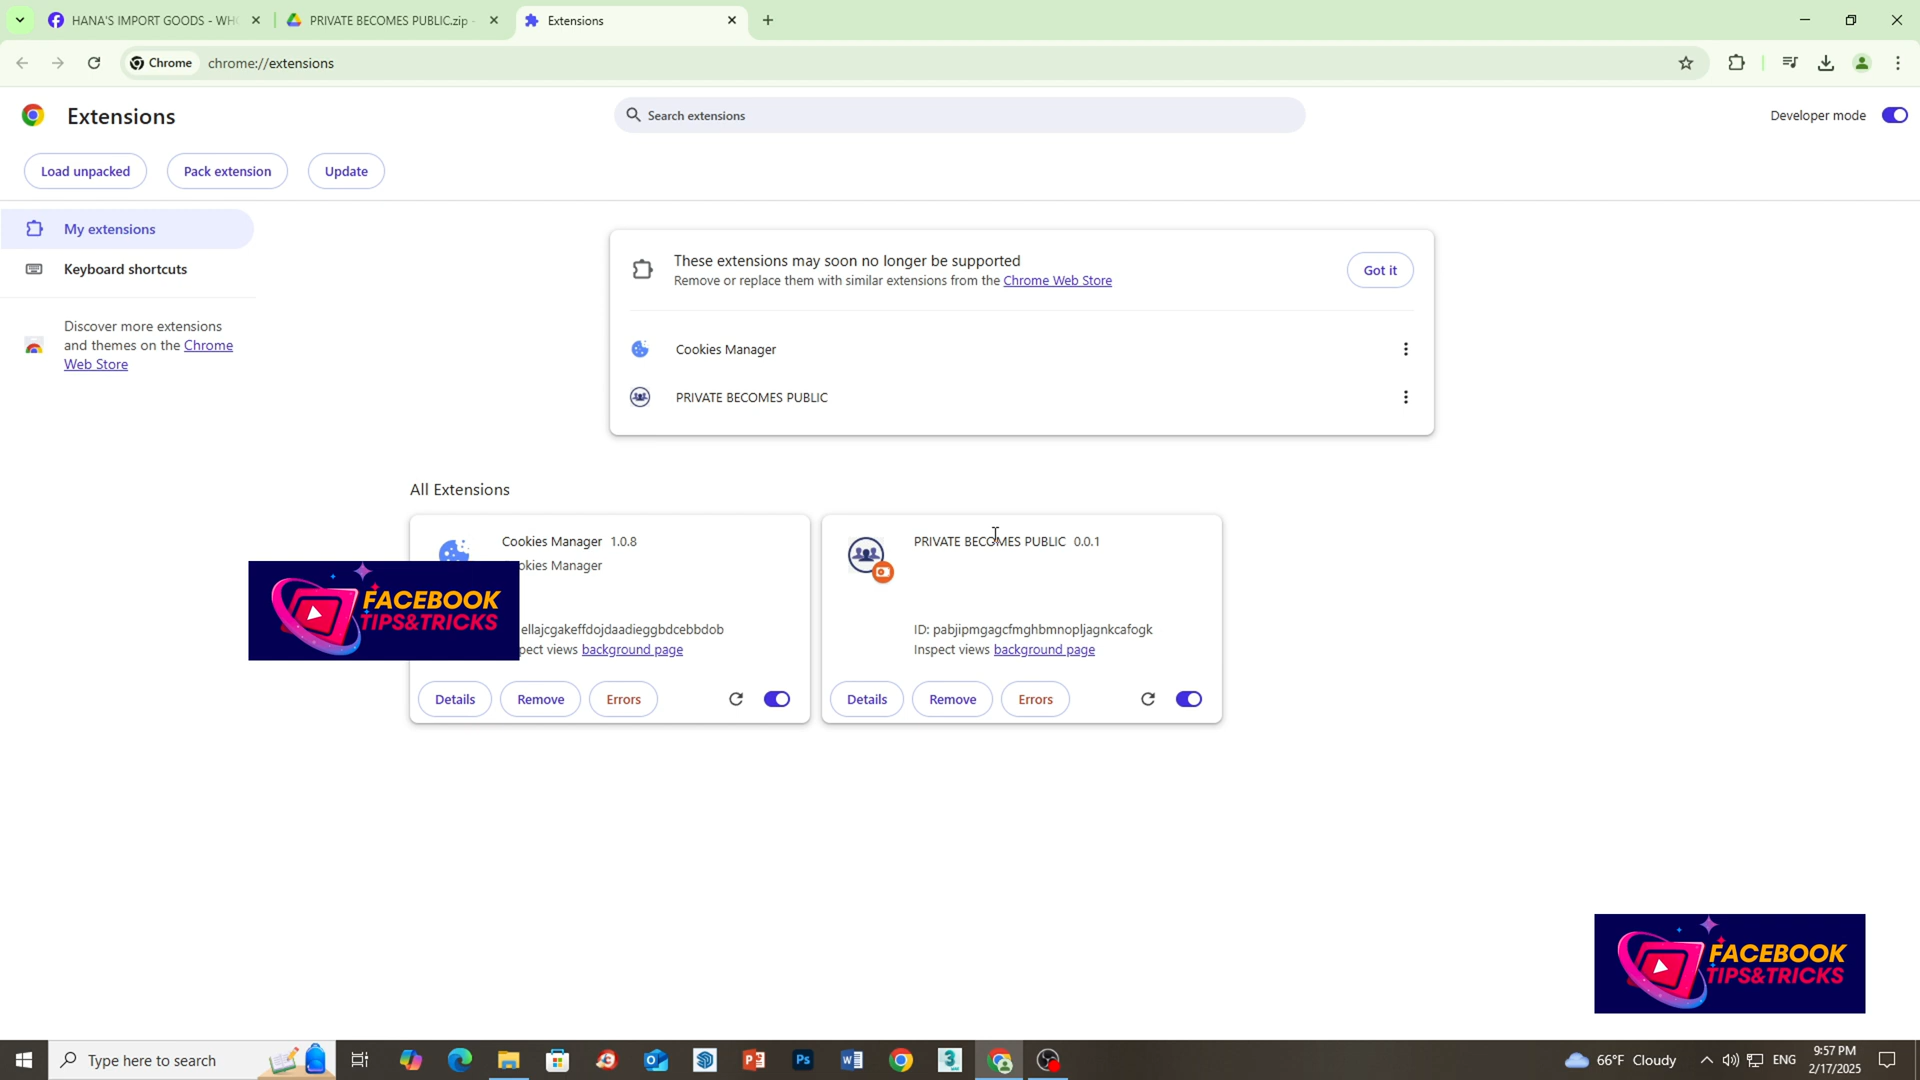 HANA'S IMPORT GOODS - WH
PRIVATE BECOMES PUBLIC.zip -
Extensions
Chrome
chrome://extensions
Extensions
Search extensions
Developer mode
Load unpacked
Pack extension
Update
My extensions
Keyboard shortcuts
Discover more extensions
and themes on the Chrome
Web Store
These extensions may soon no longer be supported
Remove or replace them with similar extensions from the Chrome Web Store
Got it
Cookies Manager
PRIVATE BECOMES PUBLIC
All Extensions
Cookies Manager 1.0.8
okies Manager
ellajcgakeffdojdaadieggbdcebbdob
pect views background page
Details
Remove
Errors
PRIVATE BECOMES PUBLIC 0.0.1
ID: pabjipmgagcfmghbmnopljagnkcafogk
Inspect views background page
Details
Remove
Errors
FACEBOOK
TIPS&TRICKS
FACEBOOK
TIPS&TRICKS
Type here to search
66°F Cloudy
ENG
9:57 PM
2/17/2025